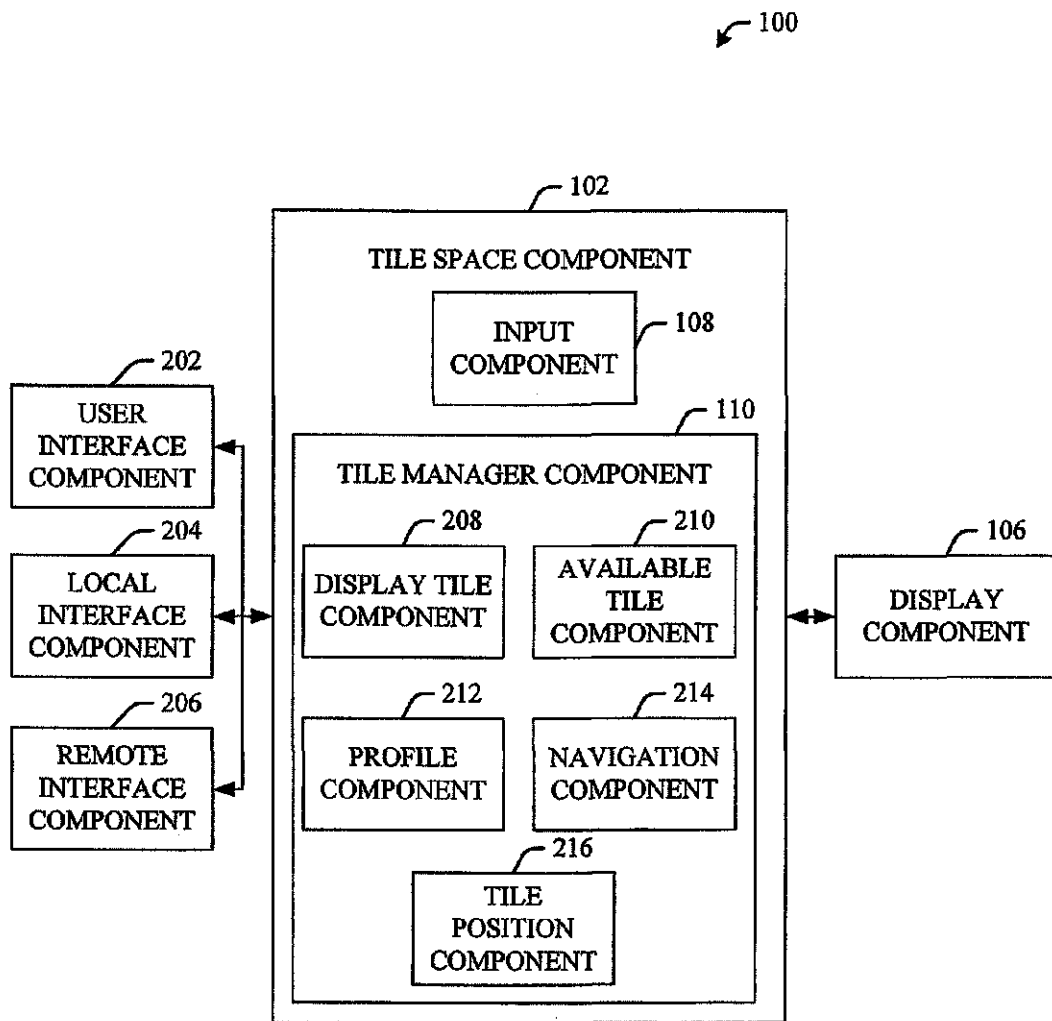 100
102
TILE SPACE COMPONENT
INPUT
COMPONENT
108
202
USER
INTERFACE
COMPONENT
110
TILE MANAGER COMPONENT
204
LOCAL
INTERFACE
COMPONENT
208
DISPLAY TILE
COMPONENT
210
AVAILABLE
TILE
COMPONENT
106
DISPLAY
COMPONENT
206
REMOTE
INTERFACE
COMPONENT
212
PROFILE
COMPONENT
214
NAVIGATION
COMPONENT
216
TILE
POSITION
COMPONENT